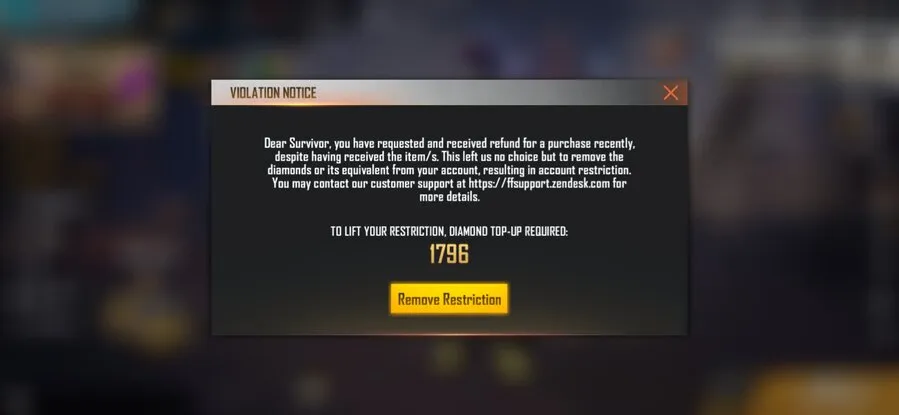 VIOLATION NOTICE
Dear Survivor, you have requested and received refund for a purchase recently,
despite having received the item/s. This left us no choice but to remove the
diamonds or its equivalent from your account, resulting in account restriction.
You may contact our customer support at https://ffsupport.zendesk.com for
more details.
TO LIFT YOUR RESTRICTION, DIAMOND TOP-UP REQUIRED:
1796
Remove Restriction